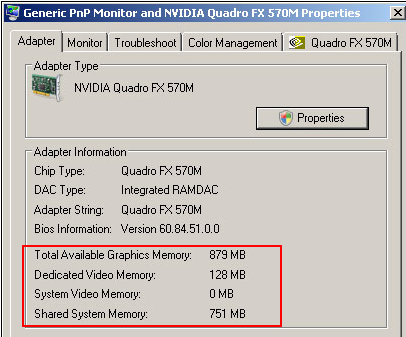 Generic PnP Monitor and NVIDIA Quadro FX 570M Properties
Adapter Monitor Troubleshoot Color Management Quadro FX 570M
Adapter Type
NVIDIA Quadro FX 570M
Properties
Adapter Information
Chip Type: Quadro FX 570M
DAC Type: Integrated RAMDAC
Adapter String: Quadro FX 570M
Bios Information: Version 60.84.51.0.0
Total Available Graphics Memory: 879 MB
Dedicated Video Memory: 128 MB
System Video Memory: 0 MB
Shared System Memory: 751 MB